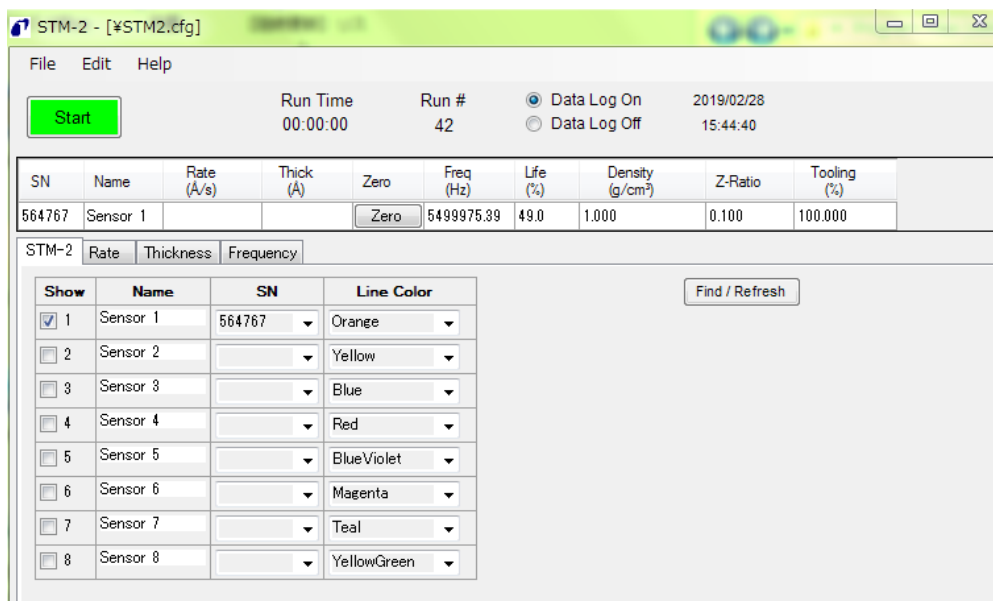 STM-2 - [¥STM2.cfg]
File Edit Help
Start
Run Time
00:00:00
Run #
42
Data Log On
Data Log Off
2019/02/28
15:44:40
SN Name Rate (Å/s) Thick (Å) Zero Freq (Hz) Life (%) Density (g/cm³) Z-Ratio Tooling (%)
564767 Sensor 1 Zero 5499975.39 49.0 1.000 0.100 100.000
STM-2 Rate Thickness Frequency
Show Name SN Line Color
1 Sensor 1 564767 Orange
2 Sensor 2 Yellow
3 Sensor 3 Blue
4 Sensor 4 Red
5 Sensor 5 BlueViolet
6 Sensor 6 Magenta
7 Sensor 7 Teal
8 Sensor 8 YellowGreen
Find / Refresh